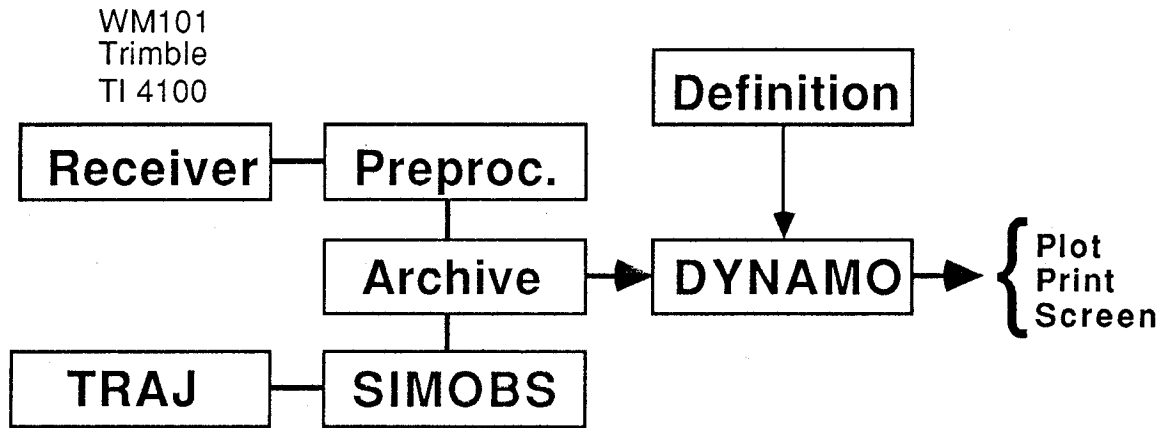 WM101
Trimble
TI 4100
Definition
Receiver
Preproc.
Archive
DYNAMO
Plot
Print
Screen
TRAJ
SIMOBS